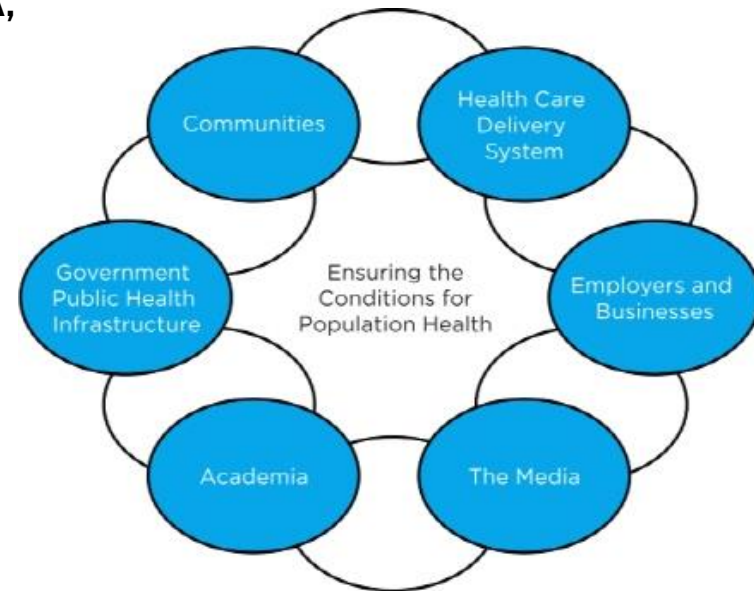 A,
Communities
Health Care
Delivery
System
Government
Public Health
Infrastructure
Ensuring the
Conditions for
Population Health
Employers and
Businesses
Academia
The Media